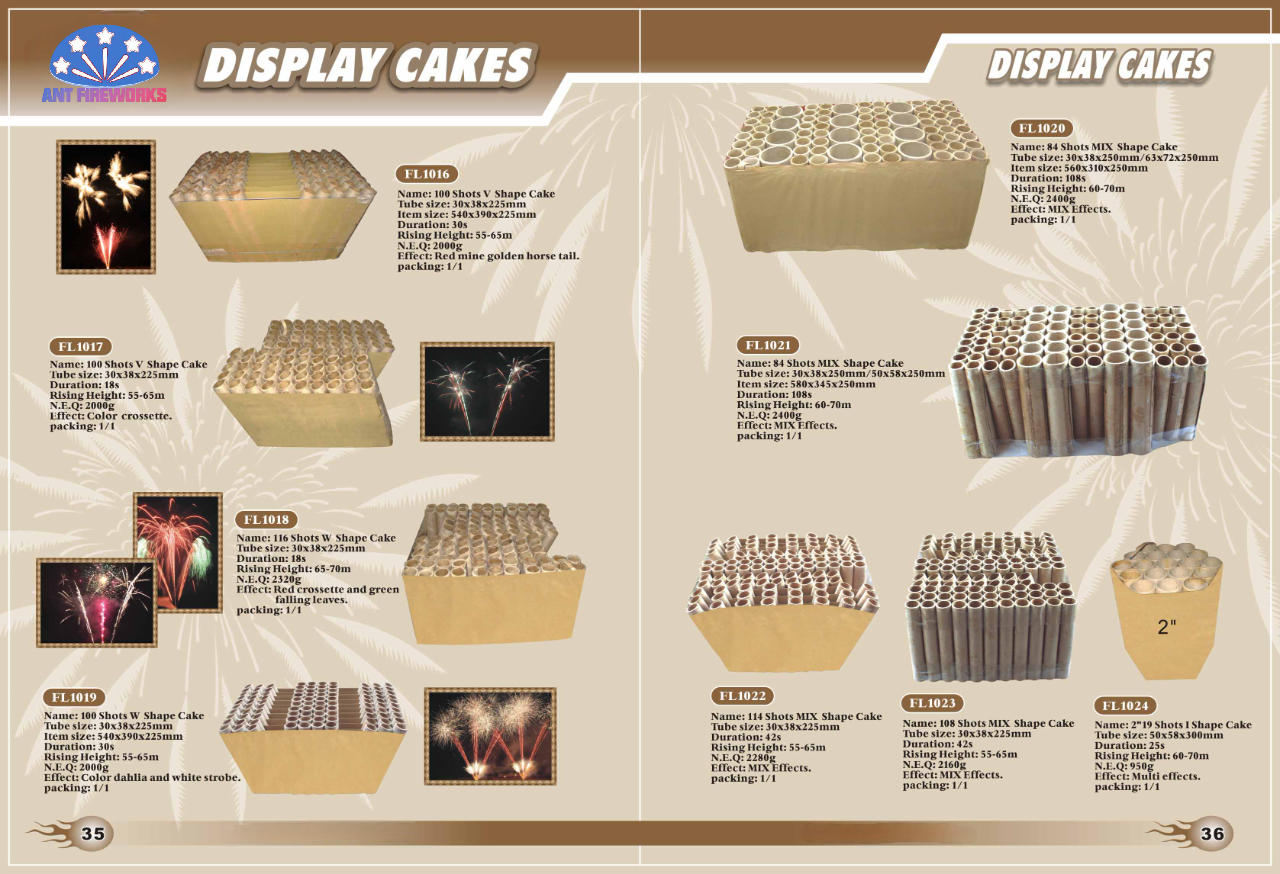 ANT FIREWORKS
DISPLAY CAKES
FL1016
Name: 100 Shots V Shape Cake
Tube size: 30x38x225mm
Item size: 540x390x225mm
Duration: 30s
Rising Height: 55-65m
N.E.Q: 2000g
Effect: Red mine golden horse tail.
packing: 1/1
FL1017
Name: 100 Shots V Shape Cake
Tube size: 30x38x225mm
Duration: 18s
Rising Height: 55-65m
N.E.Q: 2000g
Effect: Color crossette.
packing: 1/1
FL1018
Name: 116 Shots W Shape Cake
Tube size: 30x38x225mm
Duration: 18s
Rising Height: 65-70m
N.E.Q: 2320g
Effect: Red crossette and green
falling leaves.
packing: 1/1
FL1019
Name: 100 Shots W Shape Cake
Tube size: 30x38x225mm
Item size: 540x390x225mm
Duration: 30s
Rising Height: 55-65m
N.E.Q: 2000g
Effect: Color dahlia and white strobe.
packing: 1/1
35
DISPLAY CAKES
FL1020
Name: 84 Shots MIX Shape Cake
Tube size: 30x38x250mm/63x72x250mm
Item size: 560x310x250mm
Duration: 108s
Rising Height: 60-70m
N.E.Q: 2400g
Effect: MIX Effects.
packing: 1/1
FL1021
Name: 84 Shots MIX Shape Cake
Tube size: 30x38x250mm/50x58x250mm
Item size: 580x345x250mm
Duration: 108s
Rising Height: 60-70m
N.E.Q: 2400g
Effect: MIX Effects.
packing: 1/1
FL1022
Name: 114 Shots MIX Shape Cake
Tube size: 30x38x225mm
Duration: 42s
Rising Height: 55-65m
N.E.Q: 2280g
Effect: MIX Effects.
packing: 1/1
FL1023
Name: 108 Shots MIX Shape Cake
Tube size: 30x38x225mm
Duration: 42s
Rising Height: 55-65m
N.E.Q: 2160g
Effect: MIX Effects.
packing: 1/1
2"
FL1024
Name: 2"19 Shots I Shape Cake
Tube size: 50x58x300mm
Duration: 25s
Rising Height: 60-70m
N.E.Q: 950g
Effect: Multi effects.
packing: 1/1
36